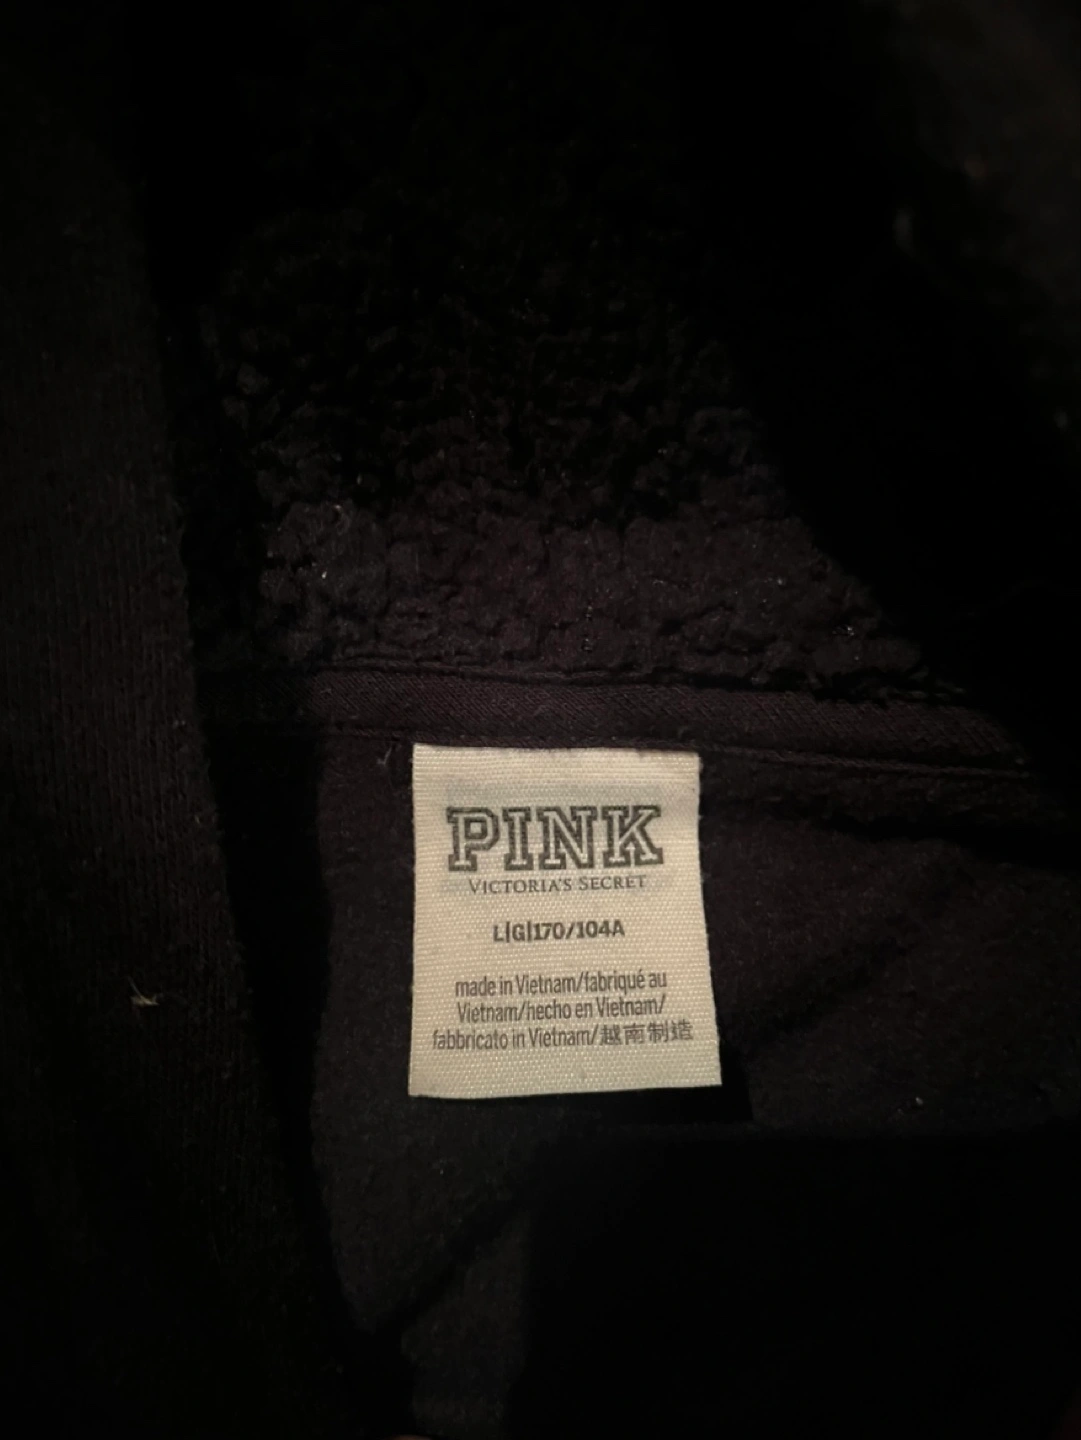 PINK
VICTORIA'S SECRET
L|G|170/104A
made in Vietnam/fabriqué au
Vietnam/hecho en Vietnam/
fabbricato in Vietnam/越南制造